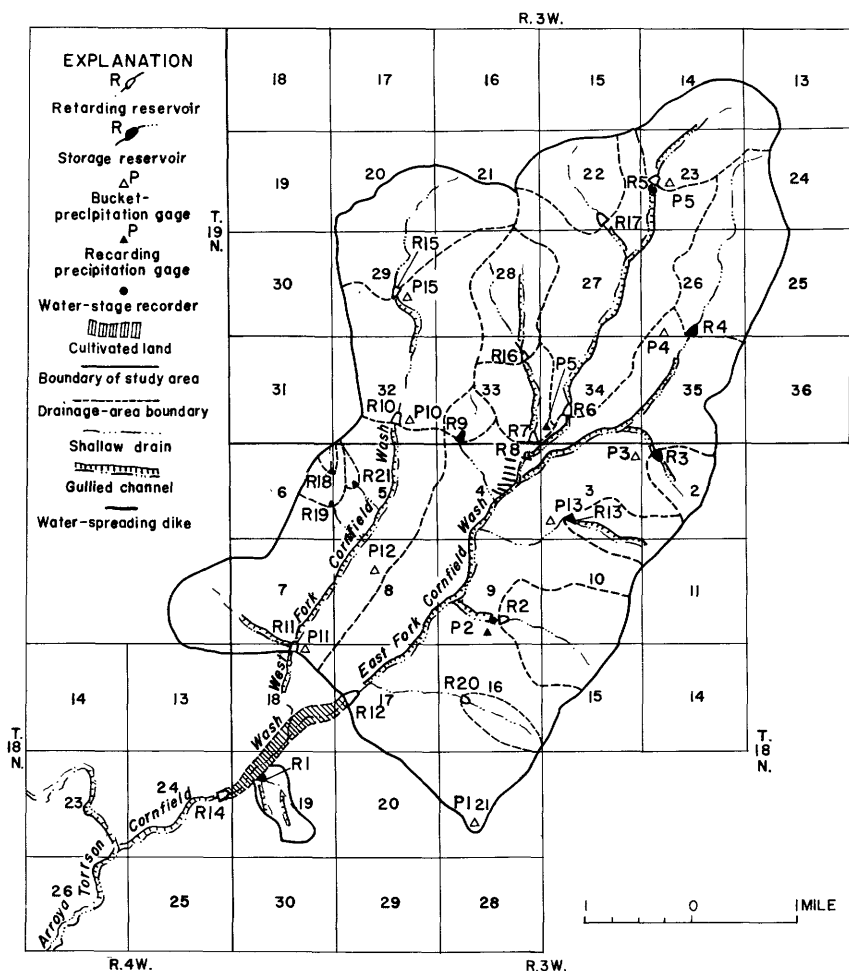 R.3W.
EXPLANATION
R
Retarding reservoir
R
Storage reservoir
P
Bucket-
precipitation gage
P
Recarding
precipitation gage
Water-stage recorder
Cultivated land
Boundary of study area
Drainage-area boundary
Shallaw drain
Gullied channel
Water-spreading dike
T.
19
N.
18 17 16 15 14 13
19 20 21 22 R5 23 24
P5
R17
R15
30 29 P15 28 27 26 25
R4
P4
R16 P5
31 32 33 34 35 36
R10 P10 R9 R7 R6
R8 P3 R3
R18 R21
6 5 4 3 2
R19 P13 R13
P12
7 8 9 10 11
R11 P11 P2 R2
West Fork Cornfield Wash
East Fork Cornfield Wash
14 13 18 17 R20 16 15 14
R12
T.
18
N.
T.
18
N.
Wash
R1
23 24 19 20 P1 21
R14
Cornfield
26 25 30 29 28
Arroya Torrson
1 0 1 MILE
R.4W. R.3W.